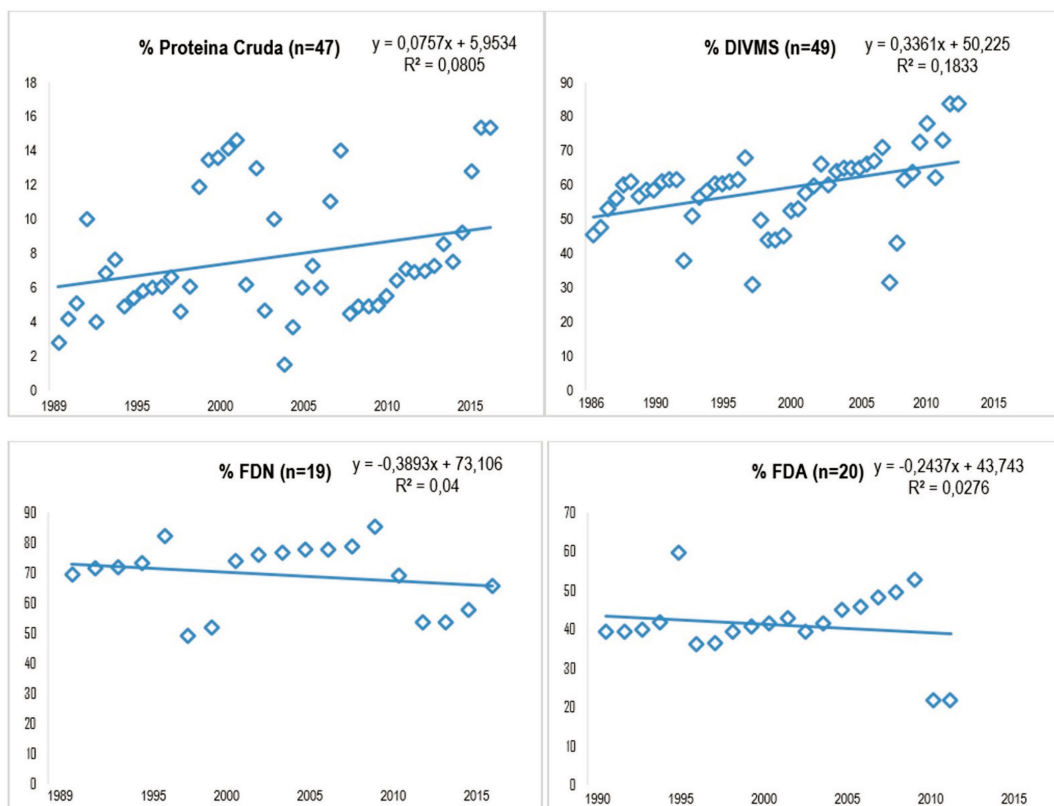 % Proteina Cruda (n=47)
y = 0,0757x + 5,9534
R² = 0,0805
18
16
14
12
10
8
6
4
2
0
1989 1995 2000 2005 2010 2015
% DIVMS (n=49)
y = 0,3361x + 50,225
R² = 0,1833
90
80
70
60
50
40
30
20
10
0
1986 1990 1995 2000 2005 2010 2015
% FDN (n=19)
y = -0,3893x + 73,106
R² = 0,04
90
80
70
60
50
40
30
20
10
0
1989 1995 2000 2005 2010 2015
% FDA (n=20)
y = -0,2437x + 43,743
R² = 0,0276
70
60
50
40
30
20
10
0
1990 1995 2000 2005 2010 2015